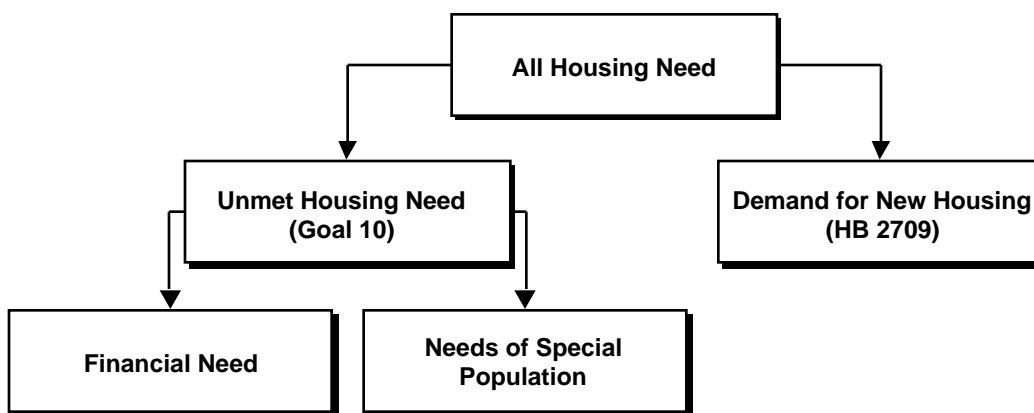 All Housing Need
Unmet Housing Need
(Goal 10)
Demand for New Housing
(HB 2709)
Financial Need
Needs of Special
Population